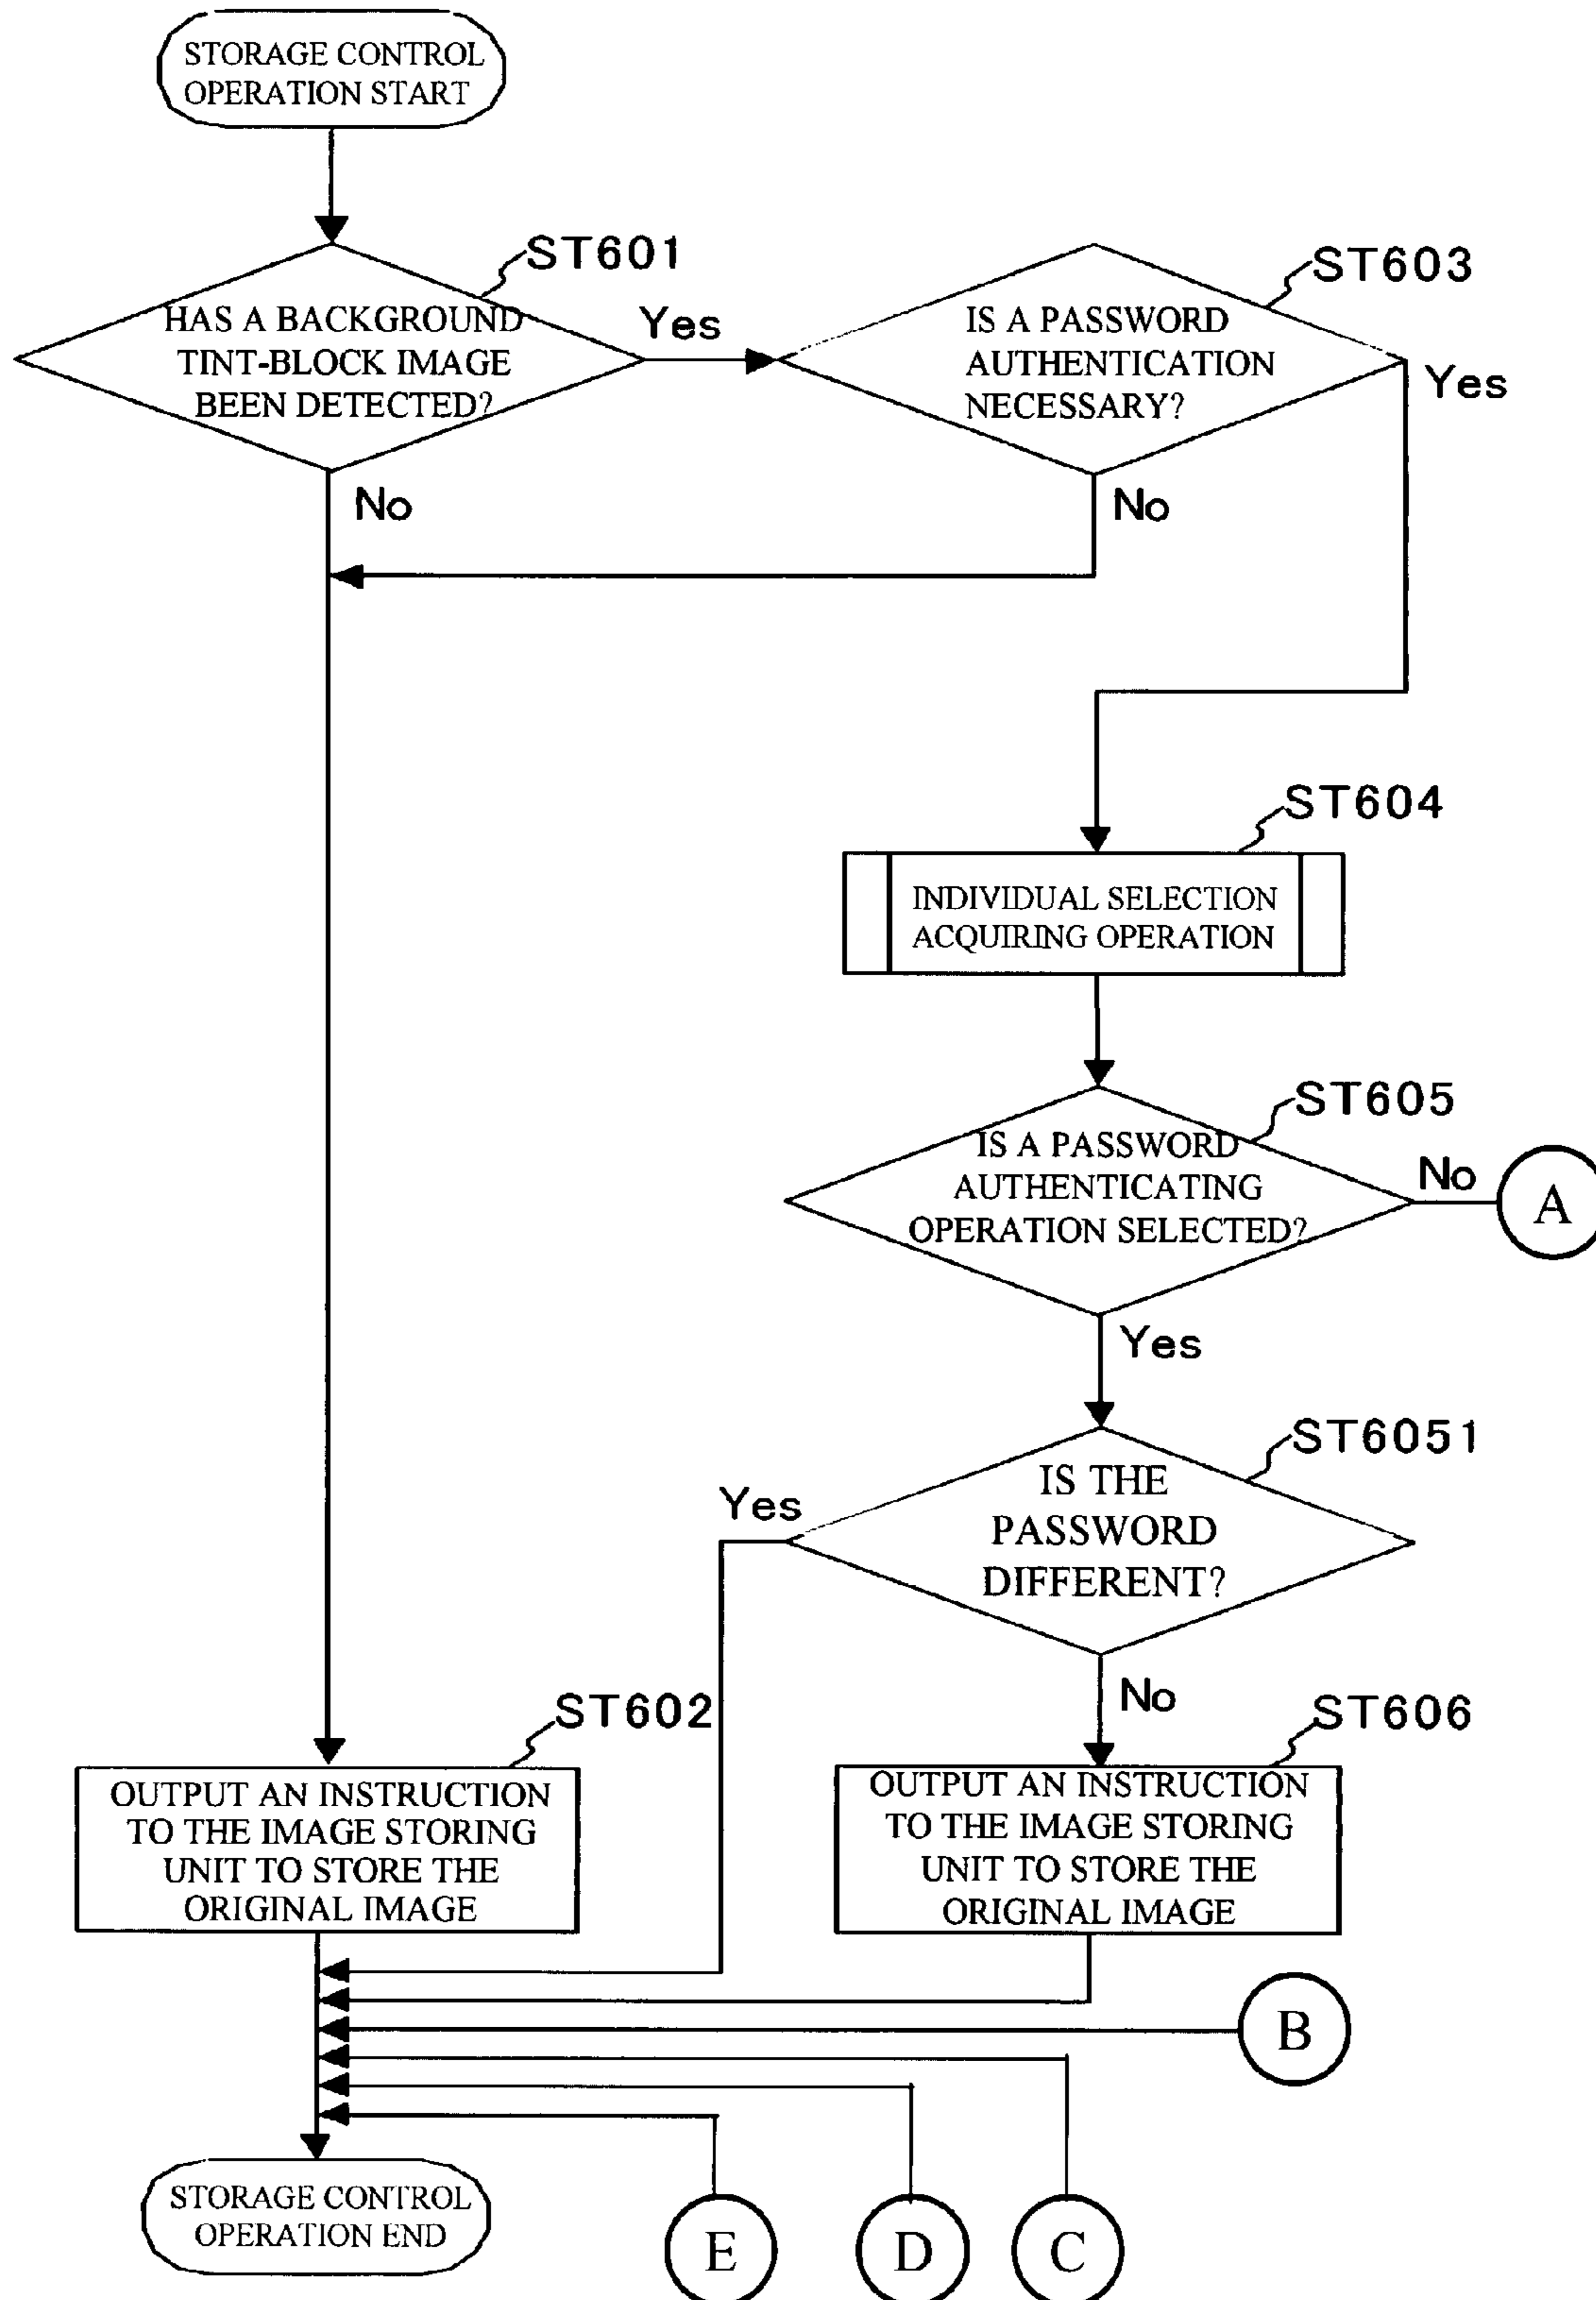 STORAGE CONTROL
OPERATION START
ST601
HAS A BACKGROUND
TINT-BLOCK IMAGE
BEEN DETECTED?
Yes
No
ST603
IS A PASSWORD
AUTHENTICATION
NECESSARY?
Yes
No
ST604
INDIVIDUAL SELECTION
ACQUIRING OPERATION
ST605
IS A PASSWORD
AUTHENTICATING
OPERATION SELECTED?
No
A
Yes
ST6051
IS THE
PASSWORD
DIFFERENT?
Yes
No
ST602
OUTPUT AN INSTRUCTION
TO THE IMAGE STORING
UNIT TO STORE THE
ORIGINAL IMAGE
ST606
OUTPUT AN INSTRUCTION
TO THE IMAGE STORING
UNIT TO STORE THE
ORIGINAL IMAGE
B
STORAGE CONTROL
OPERATION END
E
D
C